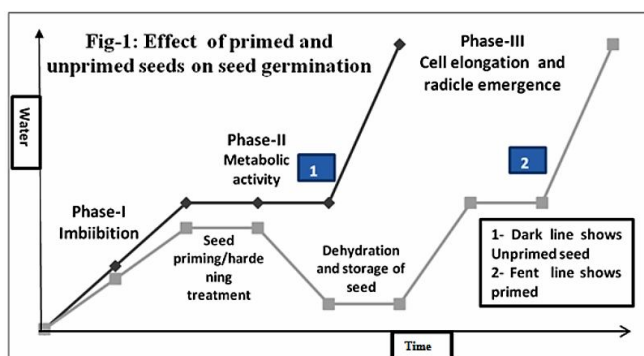 Fig-1: Effect of primed and
unprimed seeds on seed germination
Phase-III
Cell elongation and
radicle emergence
Water
Phase-II
Metabolic
activity
1
2
Phase-I
Imbiibition
Seed
priming/harde
ning
treatment
Dehydration
and storage of
seed
1- Dark line shows
Unprimed seed
2- Fent line shows
primed
Time